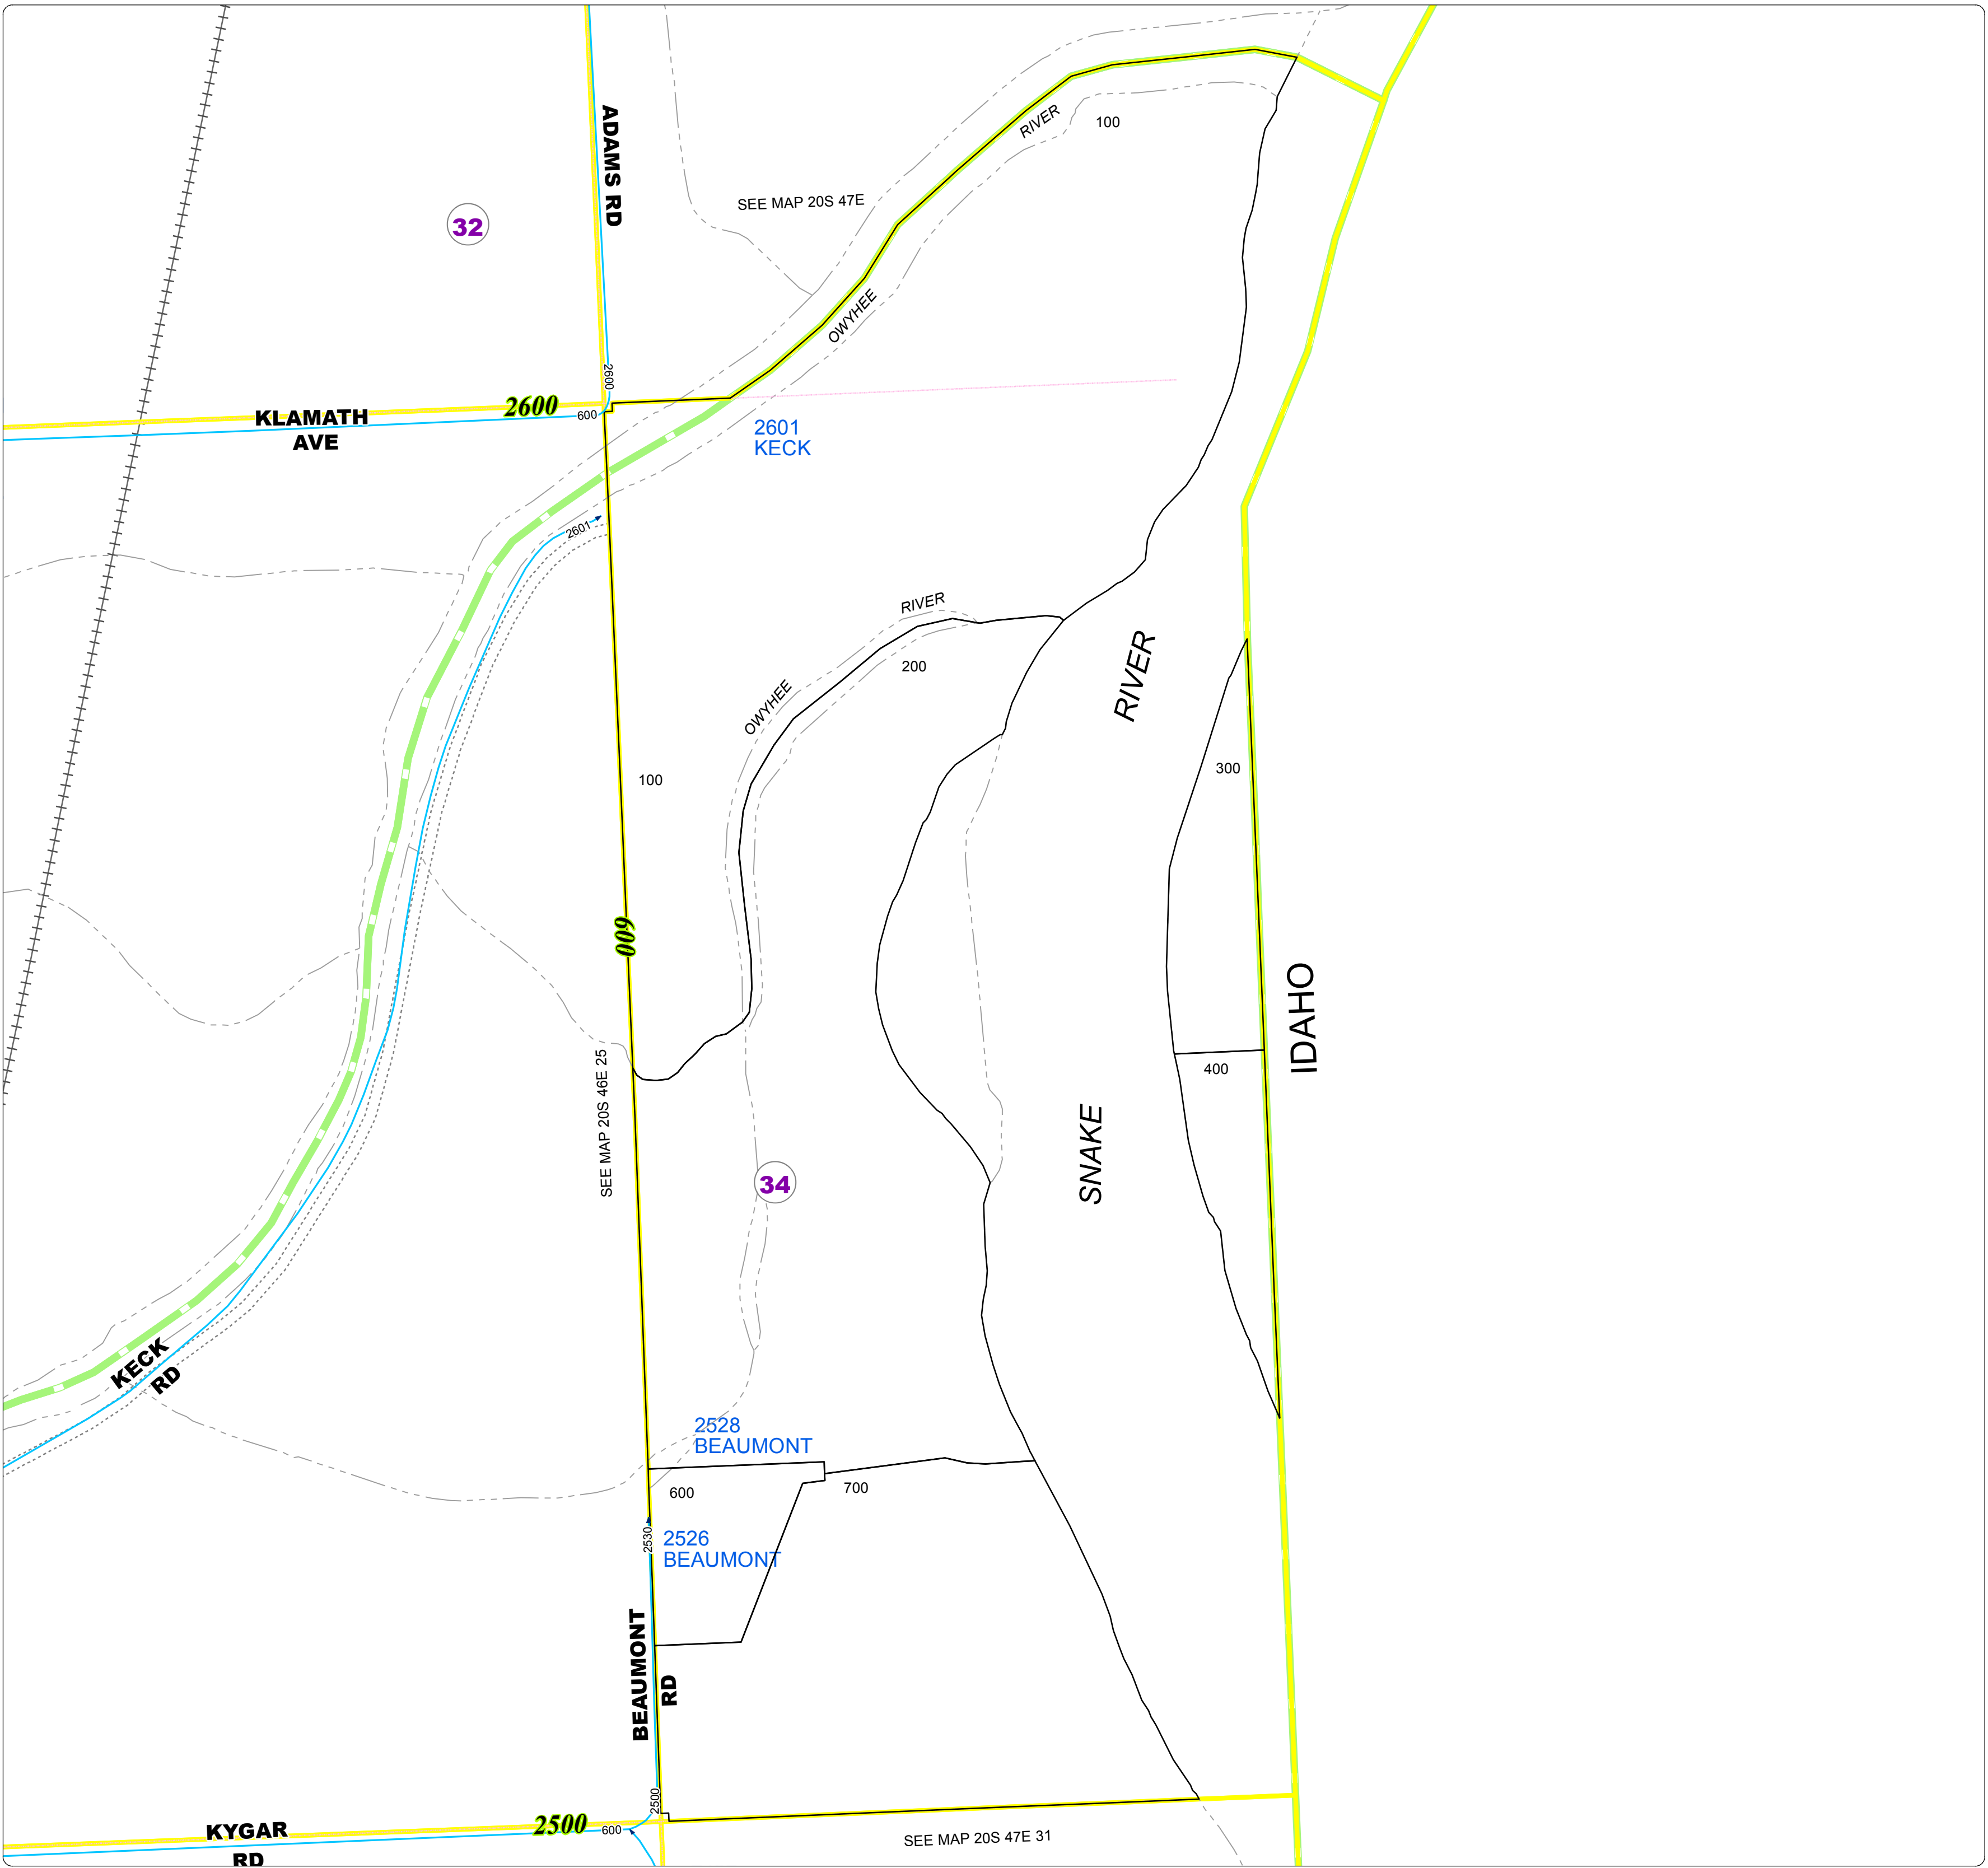 ADAMS RD
RIVER
100
SEE MAP 20S 47E
32
OWYHEE
2600
2600
600
KLAMATH
AVE
2601
KECK
2601
RIVER
OWYHEE
200
RIVER
300
100
600
IDAHO
SEE MAP 20S 46E 25
400
SNAKE
34
KECK
RD
2528
BEAUMONT
600
700
2530
2526
BEAUMONT
BEAUMONT
RD
2500
KYGAR
RD
2500
600
SEE MAP 20S 47E 31